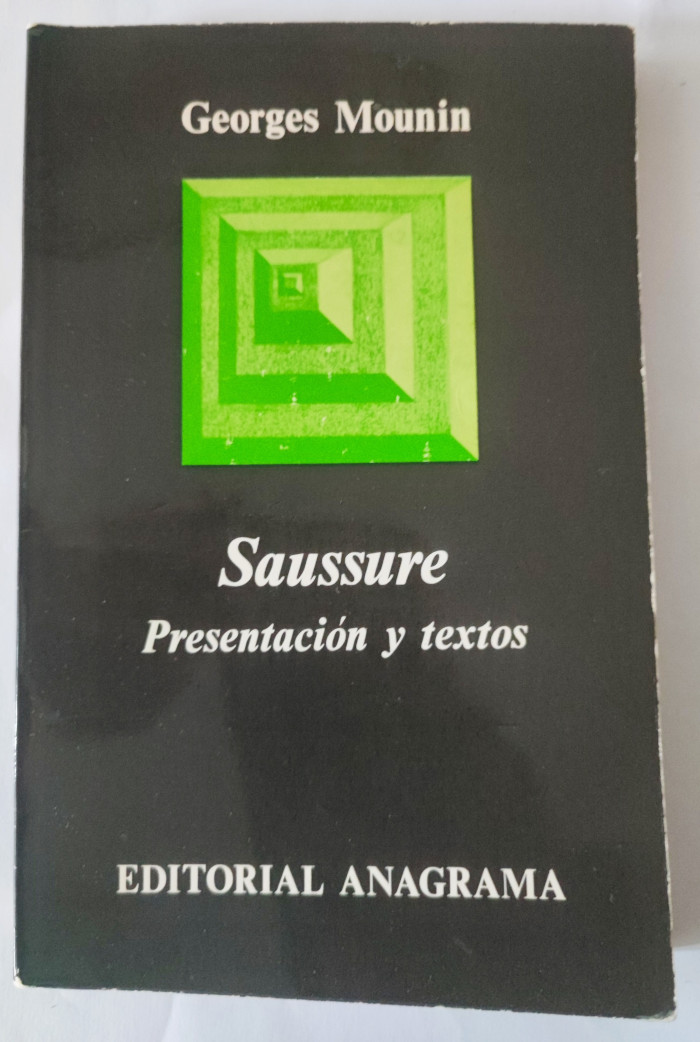 Georges Mounin
Saussure
Presentación y textos
EDITORIAL ANAGRAMA